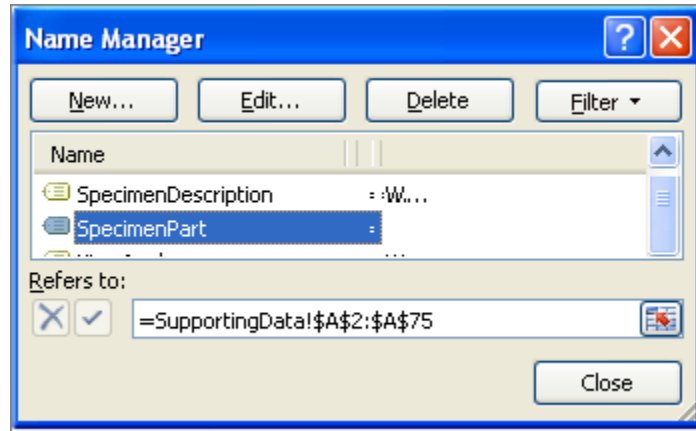 Name Manager
New... Edit... Delete Filter
Name
SpecimenDescription = :W...
SpecimenPart =
Refers to:
=SupportingData!$A$2:$A$75
Close